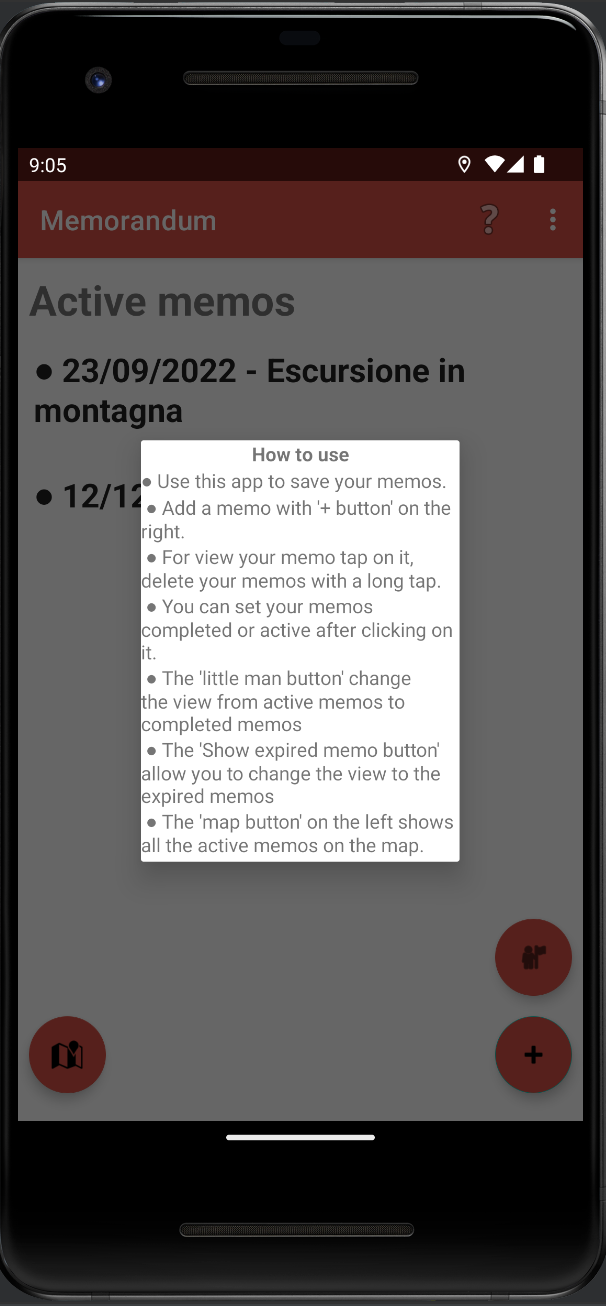 9:05
Memorandum ?
Active memos
● 23/09/2022 - Escursione in
montagna
● 12/12
How to use
● Use this app to save your memos.
● Add a memo with '+ button' on the
right.
● For view your memo tap on it,
delete your memos with a long tap.
● You can set your memos
completed or active after clicking on
it.
● The 'little man button' change
the view from active memos to
completed memos
● The 'Show expired memo button'
allow you to change the view to the
expired memos
● The 'map button' on the left shows
all the active memos on the map.
+